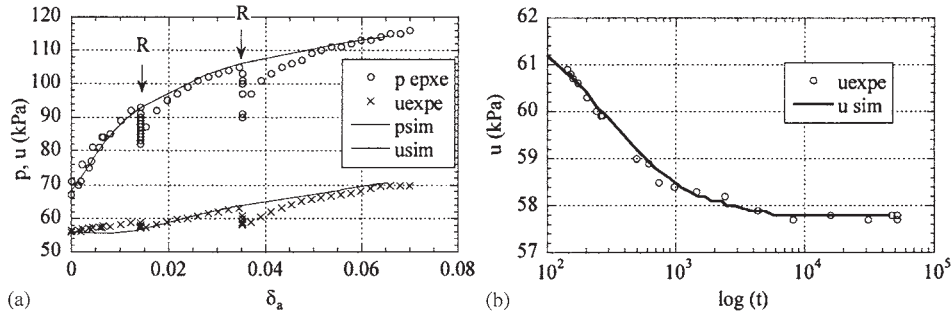 120
110
100
90
80
70
60
50
p, u (kPa)
R
R
p epxe
uexpe
psim
usim
0
0.02
0.04
0.06
0.08
δa
(a)
62
61
60
59
58
57
u (kPa)
uexpe
u sim
10²
10³
10⁴
10⁵
log (t)
(b)